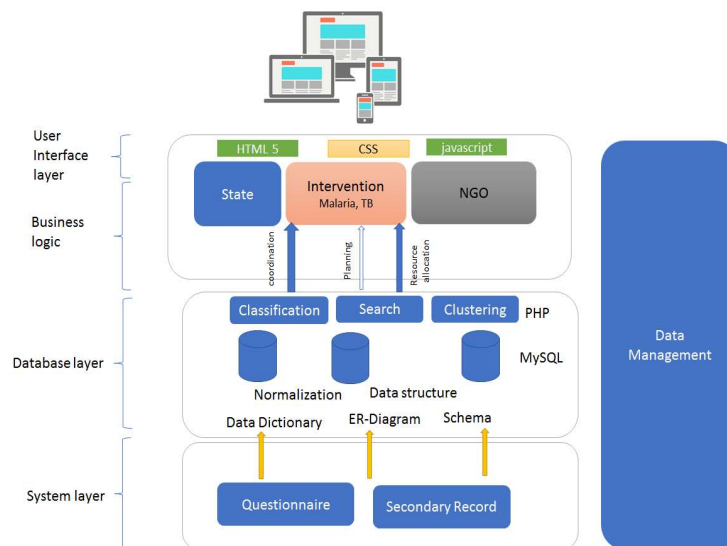 User
Interface
layer
HTML 5
CSS
javascript
State
Intervention
Malaria, TB
NGO
Business
logic
coordination
Planning
Resource
allocation
Classification
Search
Clustering
PHP
Database layer
MySQL
Data
Management
Normalization
Data structure
Data Dictionary
ER-Diagram
Schema
System layer
Questionnaire
Secondary Record